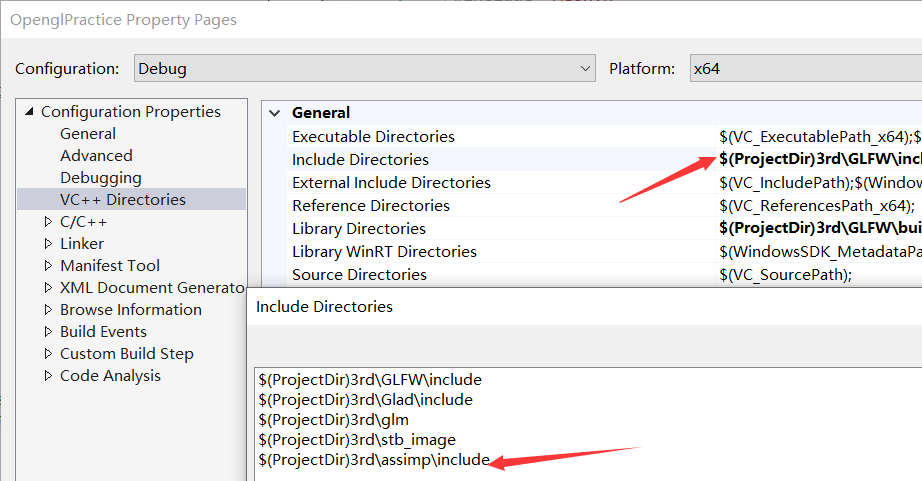 OpenglPractice Property Pages
Configuration: Debug Platform: x64
Configuration Properties
General
Advanced
Debugging
VC++ Directories
C/C++
Linker
Manifest Tool
XML Document Generato
Browse Information
Build Events
Custom Build Step
Code Analysis
General
Executable Directories $(VC_ExecutablePath_x64);$(
Include Directories $(ProjectDir)3rd\GLFW\incl
External Include Directories $(VC_IncludePath);$(Window
Reference Directories $(VC_ReferencesPath_x64);
Library Directories $(ProjectDir)3rd\GLFW\bui
Library WinRT Directories $(WindowsSDK_MetadataPa
Source Directories $(VC_SourcePath);
Include Directories
$(ProjectDir)3rd\GLFW\include
$(ProjectDir)3rd\Glad\include
$(ProjectDir)3rd\glm
$(ProjectDir)3rd\stb_image
$(ProjectDir)3rd\assimp\include